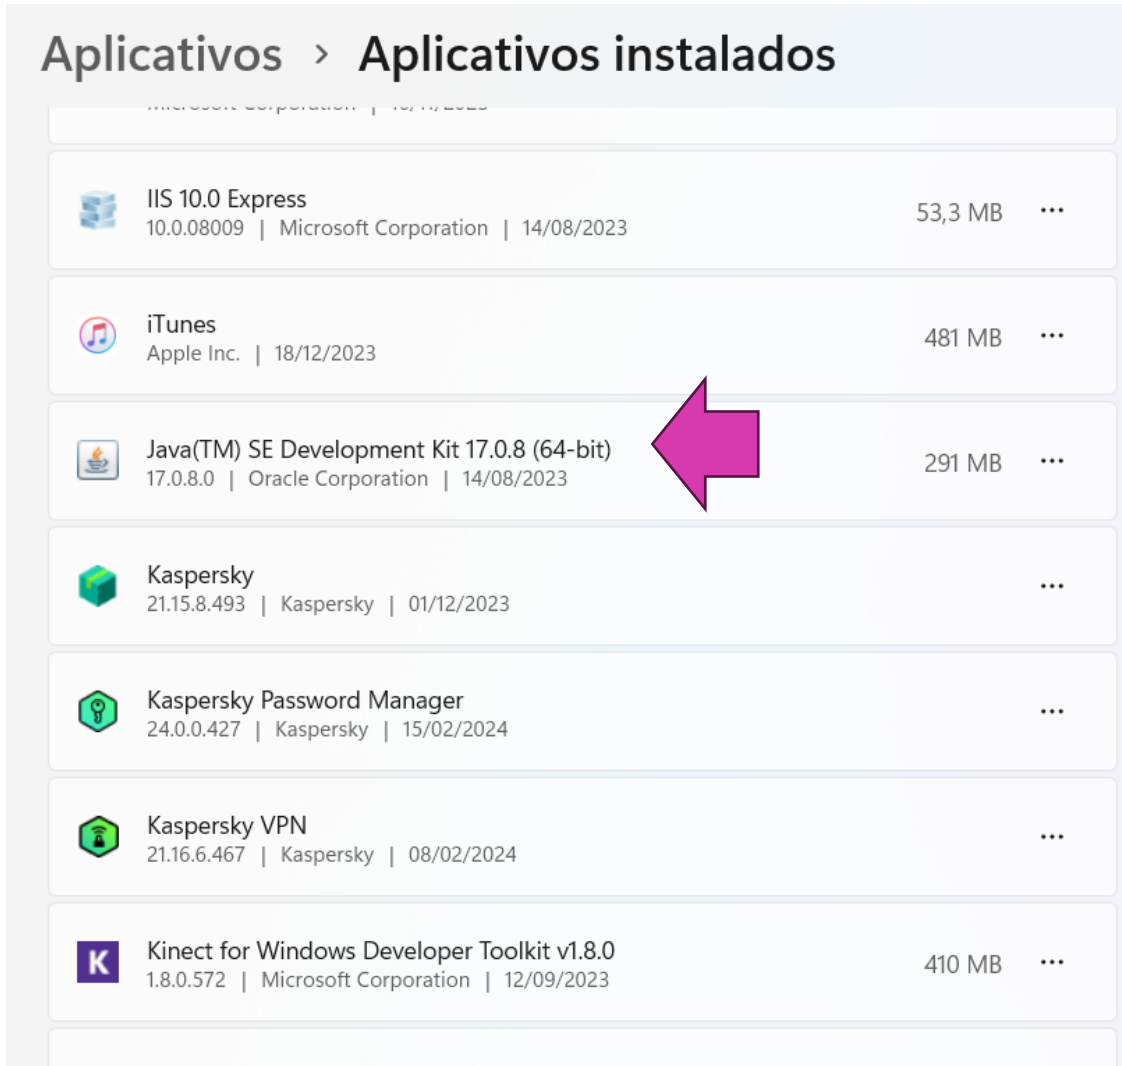 Aplicativos > Aplicativos instalados
IIS 10.0 Express
10.0.08009 | Microsoft Corporation | 14/08/2023
53,3 MB
iTunes
Apple Inc. | 18/12/2023
481 MB
Java(TM) SE Development Kit 17.0.8 (64-bit)
17.0.8.0 | Oracle Corporation | 14/08/2023
291 MB
Kaspersky
21.15.8.493 | Kaspersky | 01/12/2023
Kaspersky Password Manager
24.0.0.427 | Kaspersky | 15/02/2024
Kaspersky VPN
21.16.6.467 | Kaspersky | 08/02/2024
K
Kinect for Windows Developer Toolkit v1.8.0
1.8.0.572 | Microsoft Corporation | 12/09/2023
410 MB